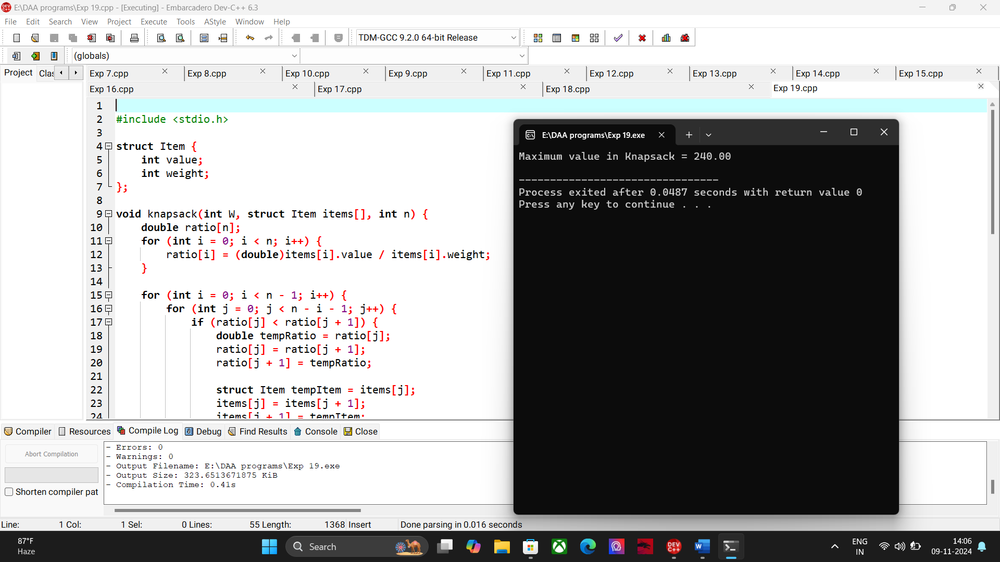 E:\DAA programs\Exp 19.cpp - [Executing] - Embarcadero Dev-C++ 6.3
File Edit Search View Project Execute Tools AStyle Window Help
TDM-GCC 9.2.0 64-bit Release
(globals)
Project Clas Exp 7.cpp Exp 8.cpp Exp 10.cpp Exp 9.cpp Exp 11.cpp Exp 12.cpp Exp 13.cpp Exp 14.cpp Exp 15.cpp
Exp 16.cpp Exp 17.cpp Exp 18.cpp Exp 19.cpp
1
2 #include <stdio.h>
3
4 struct Item {
5 int value;
6 int weight;
7 };
8
9 void knapsack(int W, struct Item items[], int n) {
10 double ratio[n];
11 for (int i = 0; i < n; i++) {
12 ratio[i] = (double)items[i].value / items[i].weight;
13 }
14
15 for (int i = 0; i < n - 1; i++) {
16 for (int j = 0; j < n - i - 1; j++) {
17 if (ratio[j] < ratio[j + 1]) {
18 double tempRatio = ratio[j];
19 ratio[j] = ratio[j + 1];
20 ratio[j + 1] = tempRatio;
21
22 struct Item tempItem = items[j];
23 items[j] = items[j + 1];
24 items[j + 1] = tempItem;
E:\DAA programs\Exp 19.exe
Maximum value in Knapsack = 240.00
--------------------------------
Process exited after 0.0487 seconds with return value 0
Press any key to continue . . .
Compiler Resources Compile Log Debug Find Results Console Close
Abort Compilation
Shorten compiler pat
- Errors: 0
- Warnings: 0
- Output Filename: E:\DAA programs\Exp 19.exe
- Output Size: 323.6513671875 KiB
- Compilation Time: 0.41s
Line: 1 Col: 1 Sel: 0 Lines: 55 Length: 1368 Insert Done parsing in 0.016 seconds
87°F
Haze
Search
DEV
C++
W
ENG
IN
14:06
09-11-2024